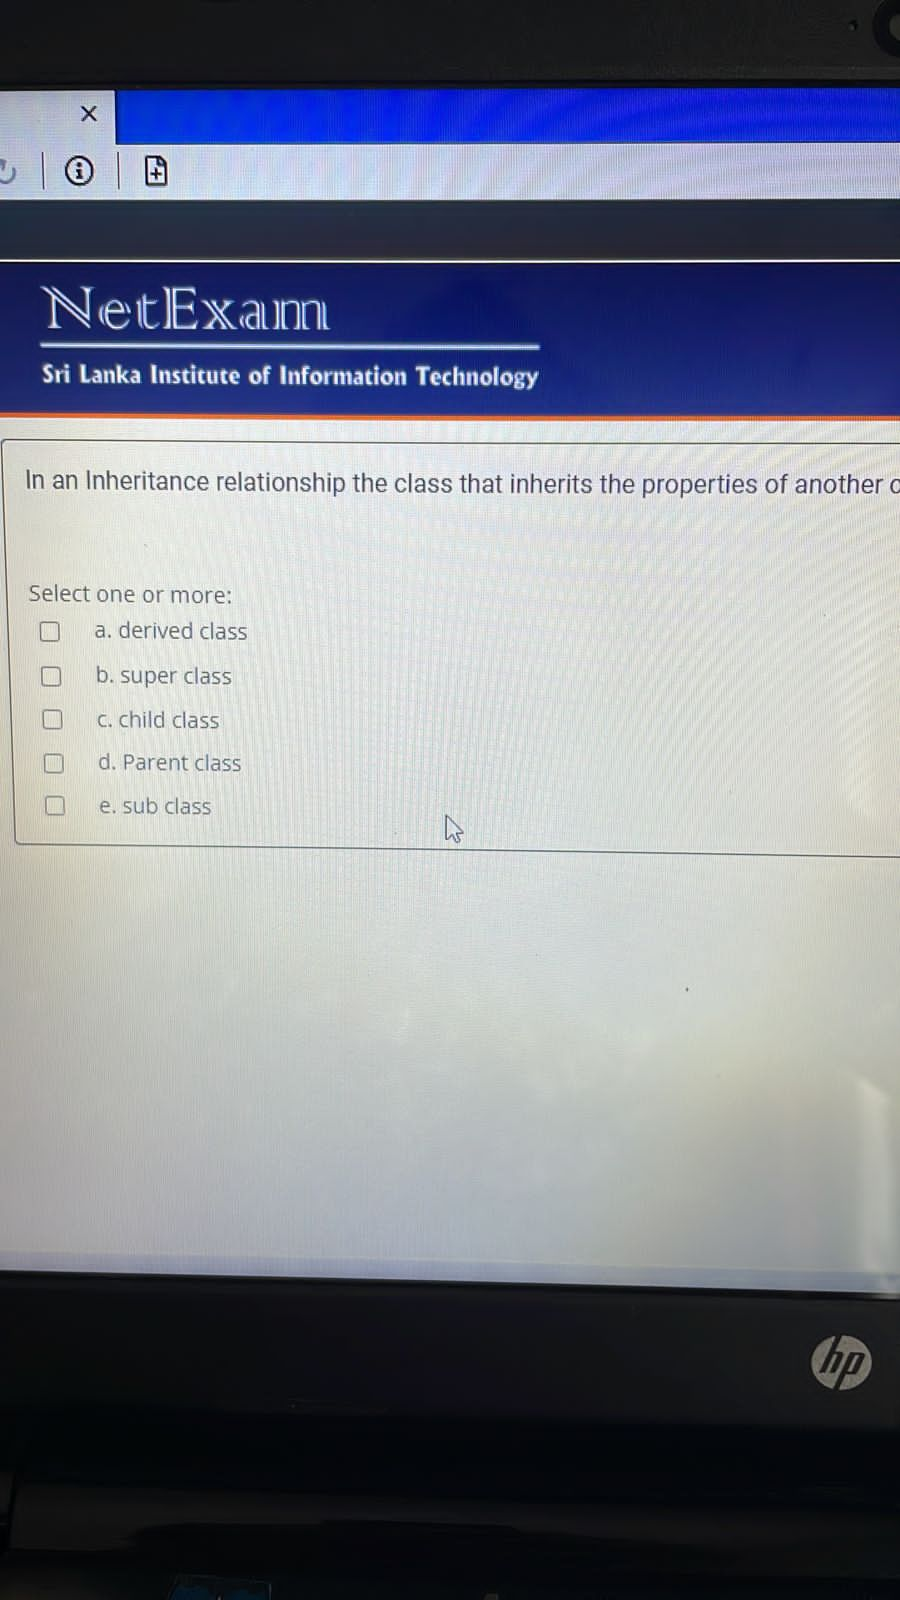 NetExam
Sri Lanka Institute of Information Technology
In an Inheritance relationship the class that inherits the properties of another
Select one or more:
a. derived class
b. super class
c. child class
d. Parent class
e. sub class
hp